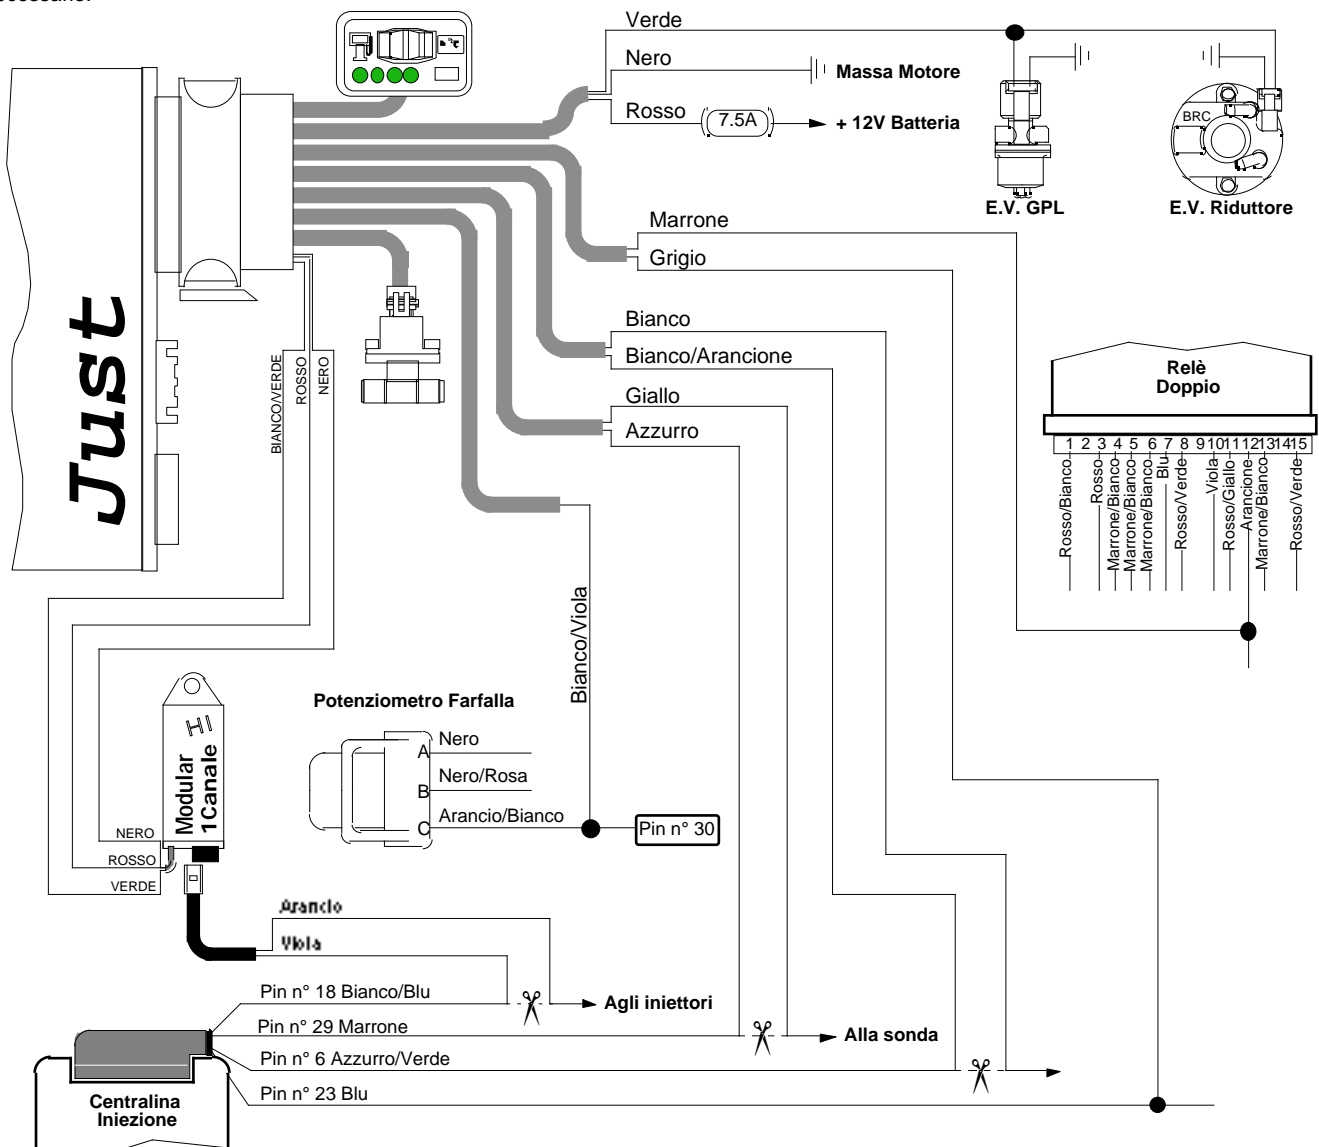 Verde
Nero
Massa Motore
Rosso
7.5A
+ 12V Batteria
BRC
E.V. GPL
E.V. Riduttore
Marrone
Grigio
Bianco
Bianco/Arancione
Giallo
Azzurro
Just
BIANCO/VERDE
ROSSO
NERO
Relè
Doppio
1 2 3 4 5 6 7 8 9 10 11 12 13 14 15
Rosso/Bianco
Rosso
Marrone/Bianco
Marrone/Bianco
Marrone/Bianco
Blu
Rosso/Verde
Viola
Rosso/Giallo
Arancione
Marrone/Bianco
Rosso/Verde
Bianco/Viola
Potenziometro Farfalla
A
Nero
B
Nero/Rosa
C
Arancio/Bianco
Pin n° 30
Modular
1Canale
HI
NERO
ROSSO
VERDE
Arancio
Viola
Pin n° 18 Bianco/Blu
Agli iniettori
Pin n° 29 Marrone
Alla sonda
Pin n° 6 Azzurro/Verde
Pin n° 23 Blu
Centralina
Iniezione